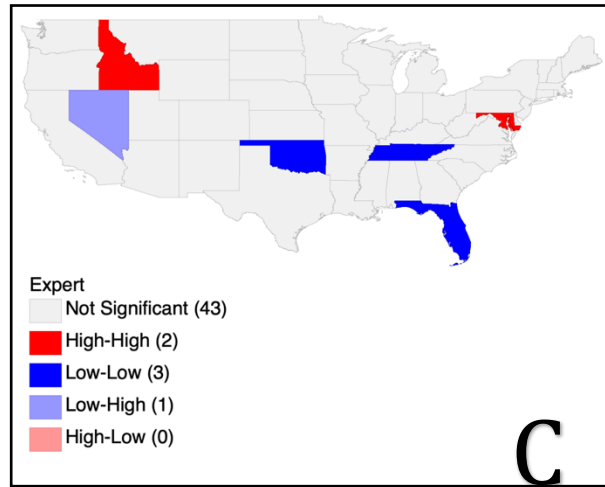 Expert
Not Significant (43)
High-High (2)
Low-Low (3)
Low-High (1)
High-Low (0)
C